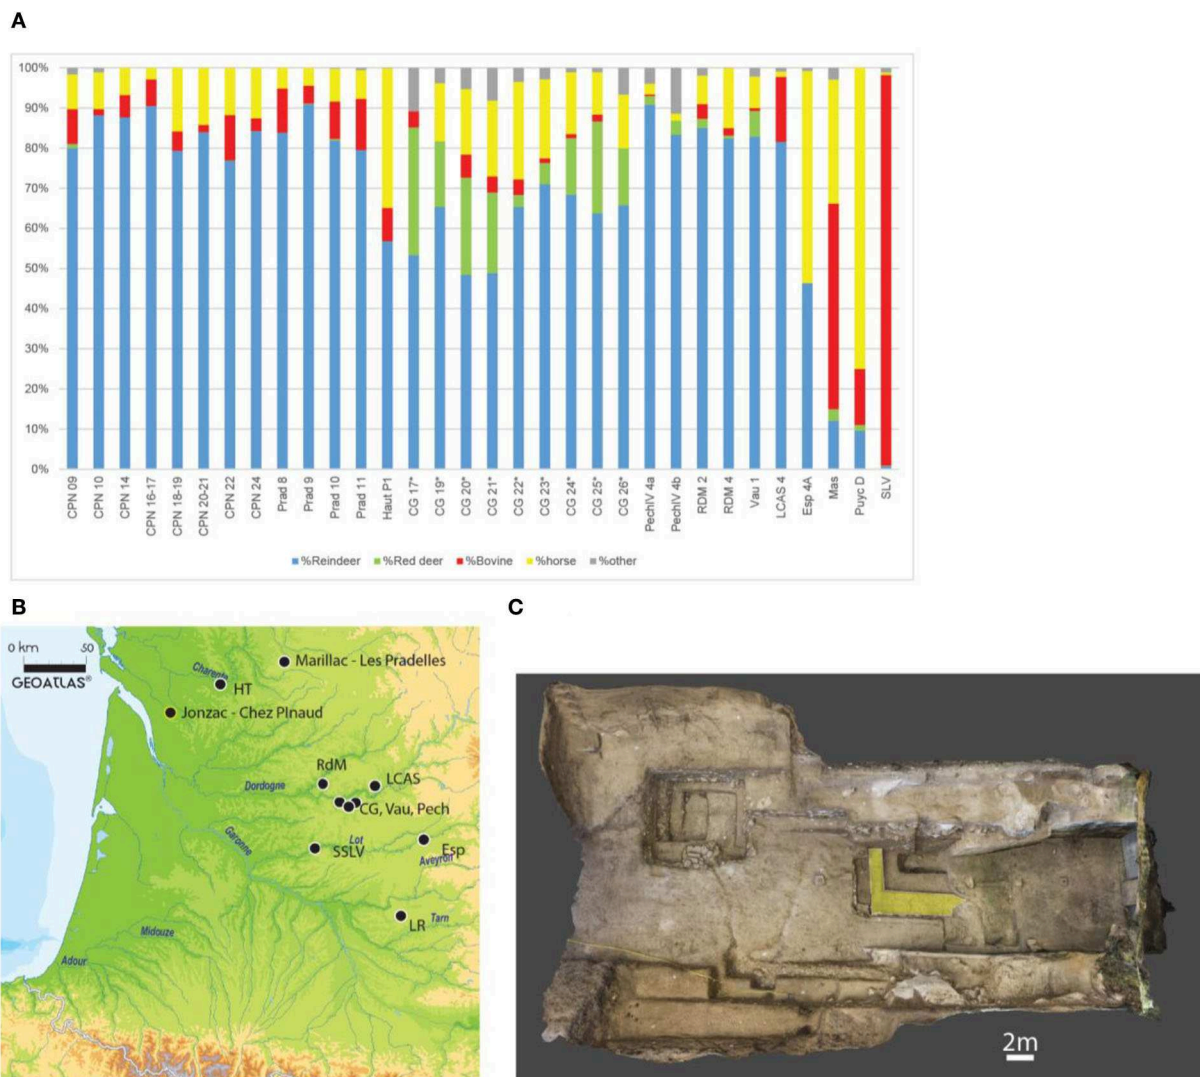 A
100%
90%
80%
70%
60%
50%
40%
30%
20%
10%
0%
CPN 09
CPN 10
CPN 14
CPN 16-17
CPN 18-19
CPN 20-21
CPN 22
CPN 24
Prad 8
Prad 9
Prad 10
Prad 11
Haut P1
CG 17*
CG 19*
CG 20*
CG 21*
CG 22*
CG 23*
CG 24*
CG 25*
CG 26*
PechIV 4a
PechIV 4b
RDM 2
RDM 4
Vau 1
LCAS 4
Esp 4A
Mas
Puyc D
SLV
%Reindeer %Red deer %Bovine %horse %other
B
0 km 50
GEOATLAS®
Charente
Marillac - Les Pradelles
HT
Jonzac - Chez PInaud
RdM
Dordogne
LCAS
CG, Vau, Pech
Garonne
Lot
SSLV
Esp
Aveyron
LR
Tarn
Midouze
Adour
C
2m